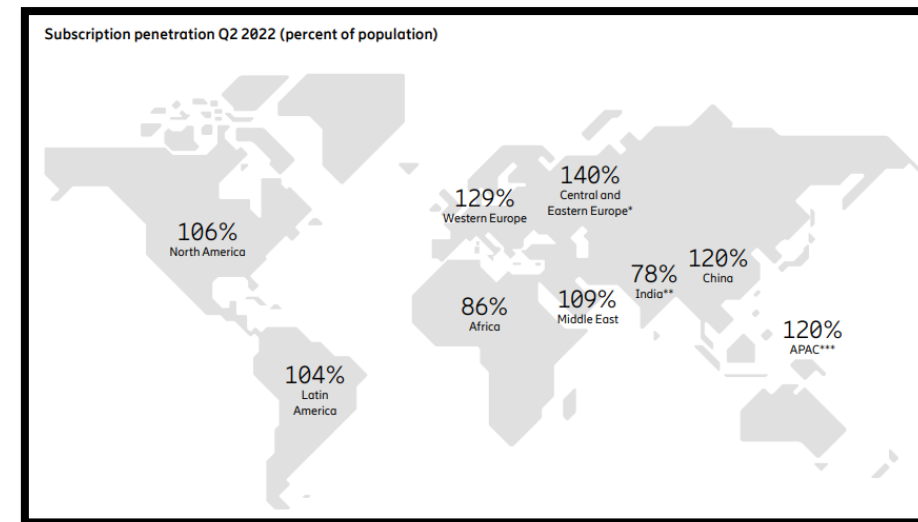 Subscription penetration Q2 2022 (percent of population)
140%
Central and
Eastern Europe*
129%
Western Europe
106%
North America
120%
China
78%
India**
109%
Middle East
86%
Africa
120%
APAC***
104%
Latin
America